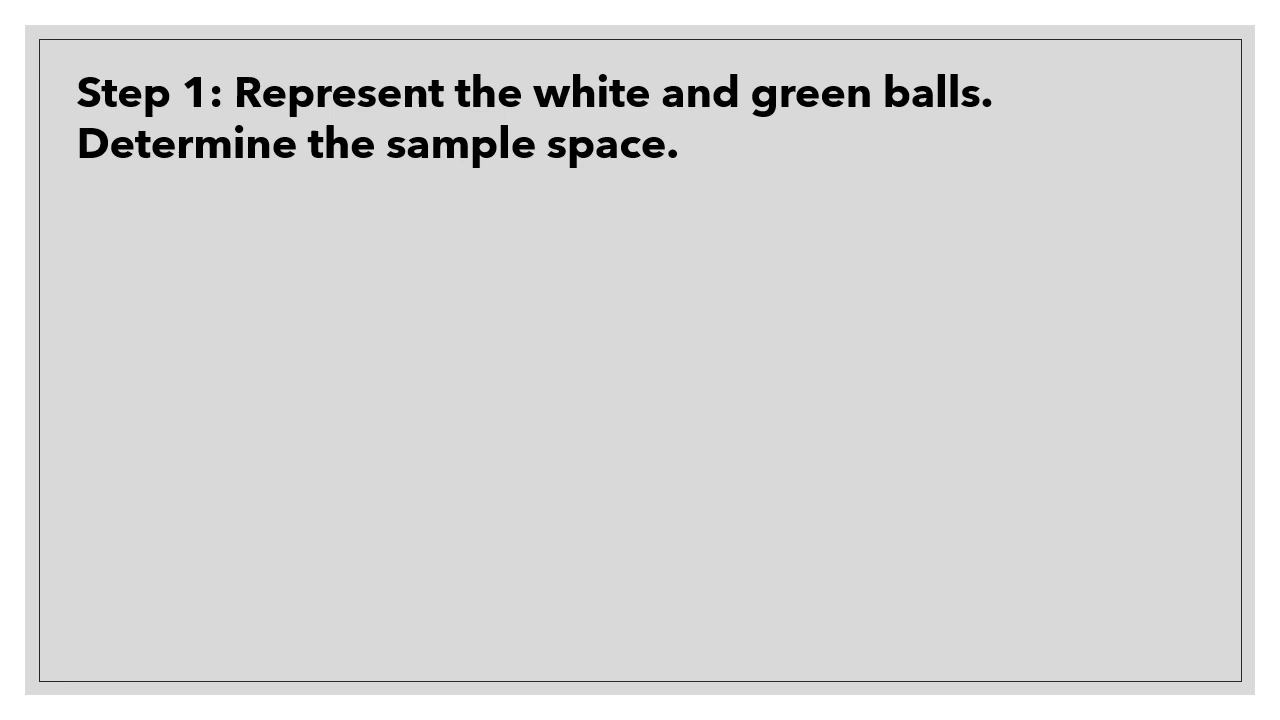 Step 1: Represent the white and green balls.
Determine the sample space.